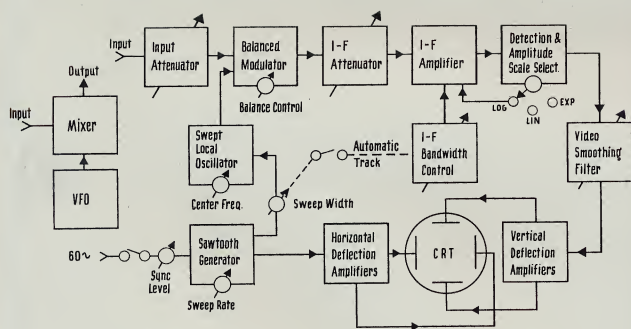 Input
Input
Attenuator
Balanced
Modulator
Balance Control
I-F
Attenuator
I-F
Amplifier
Detection &
Amplitude
Scale Select.
LOG
LIN
EXP
Output
Input
Mixer
VFO
Swept
Local
Oscillator
Center Freq.
Automatic
Track
I-F
Bandwidth
Control
Video
Smoothing
Filter
Sweep Width
60~
Sync
Level
Sawtooth
Generator
Sweep Rate
Horizontal
Deflection
Amplifiers
CRT
Vertical
Deflection
Amplifiers